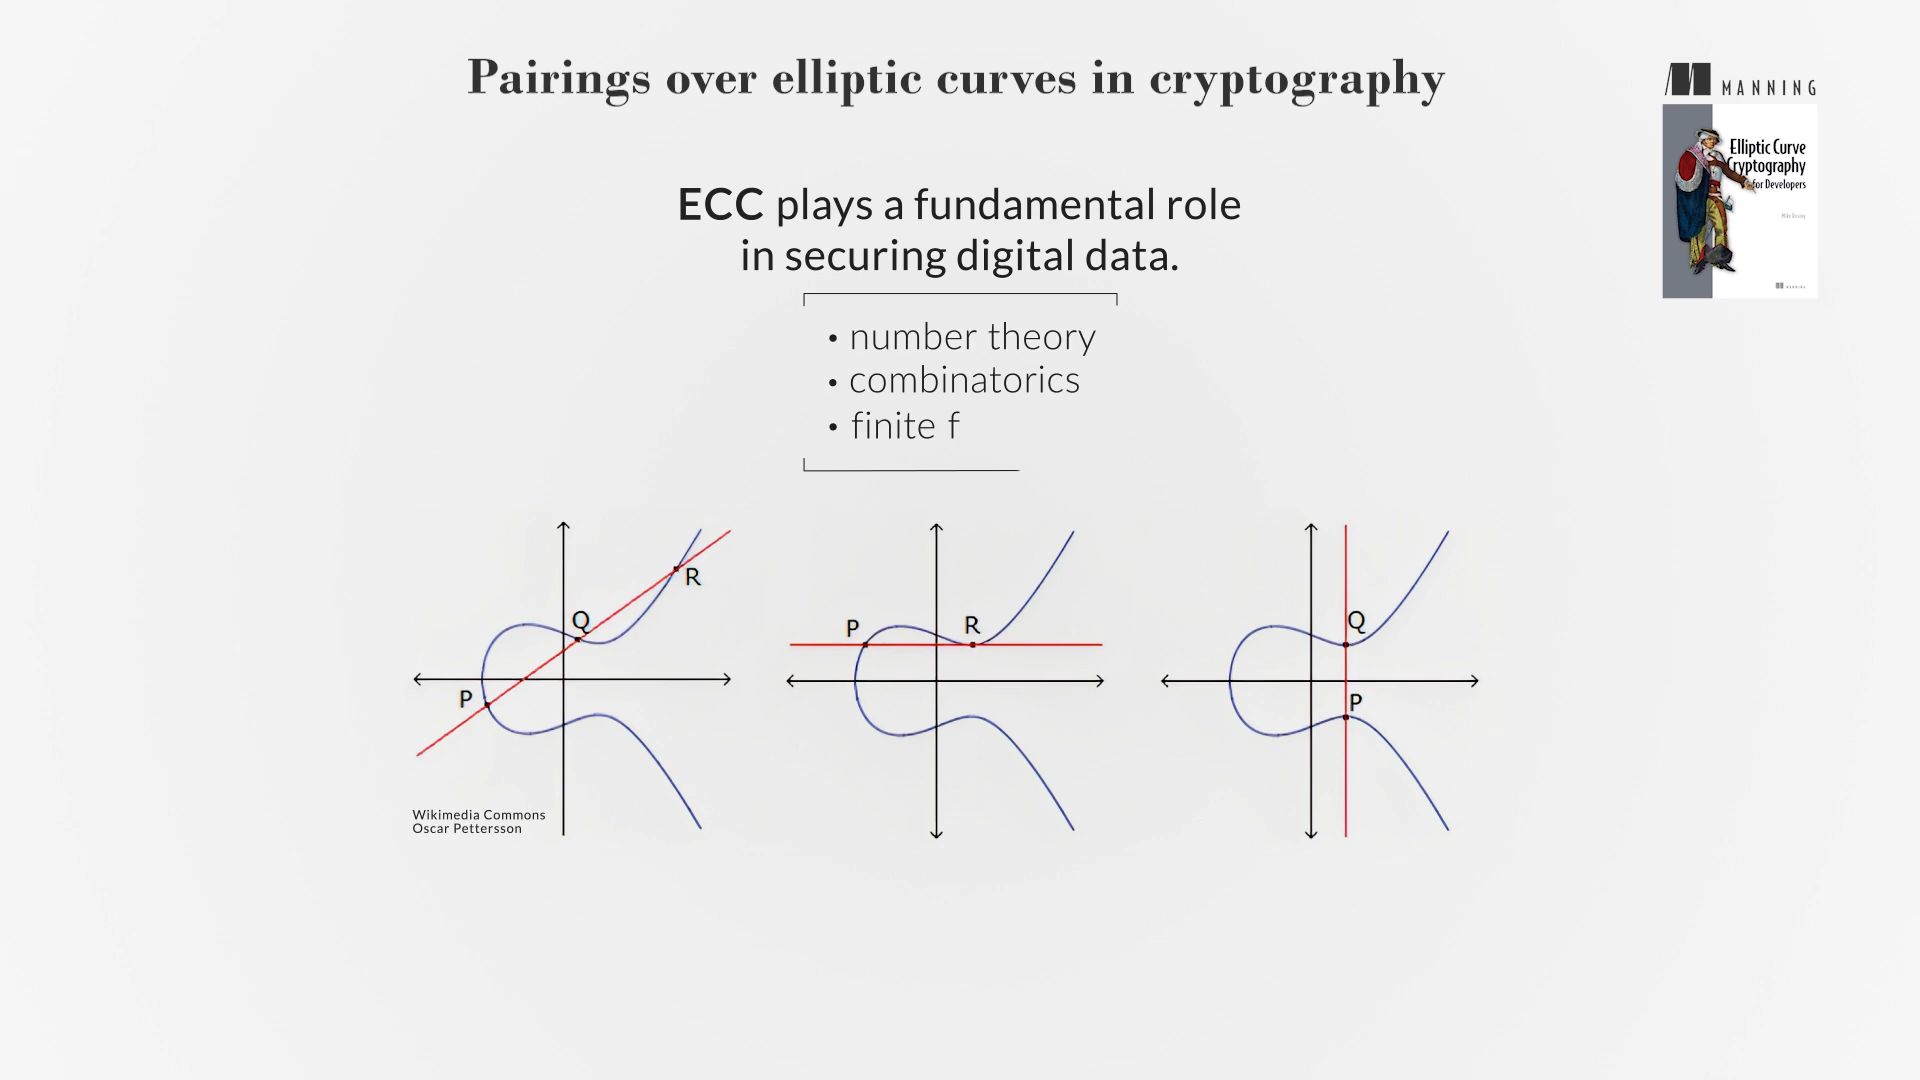 Pairings over elliptic curves in cryptography
MANNING
Elliptic Curve
Cryptography
for Developers
ECC plays a fundamental role
in securing digital data.
• number theory
• combinatorics
• finite f
Q
R
P
P
R
Q
P
Wikimedia Commons
Oscar Pettersson